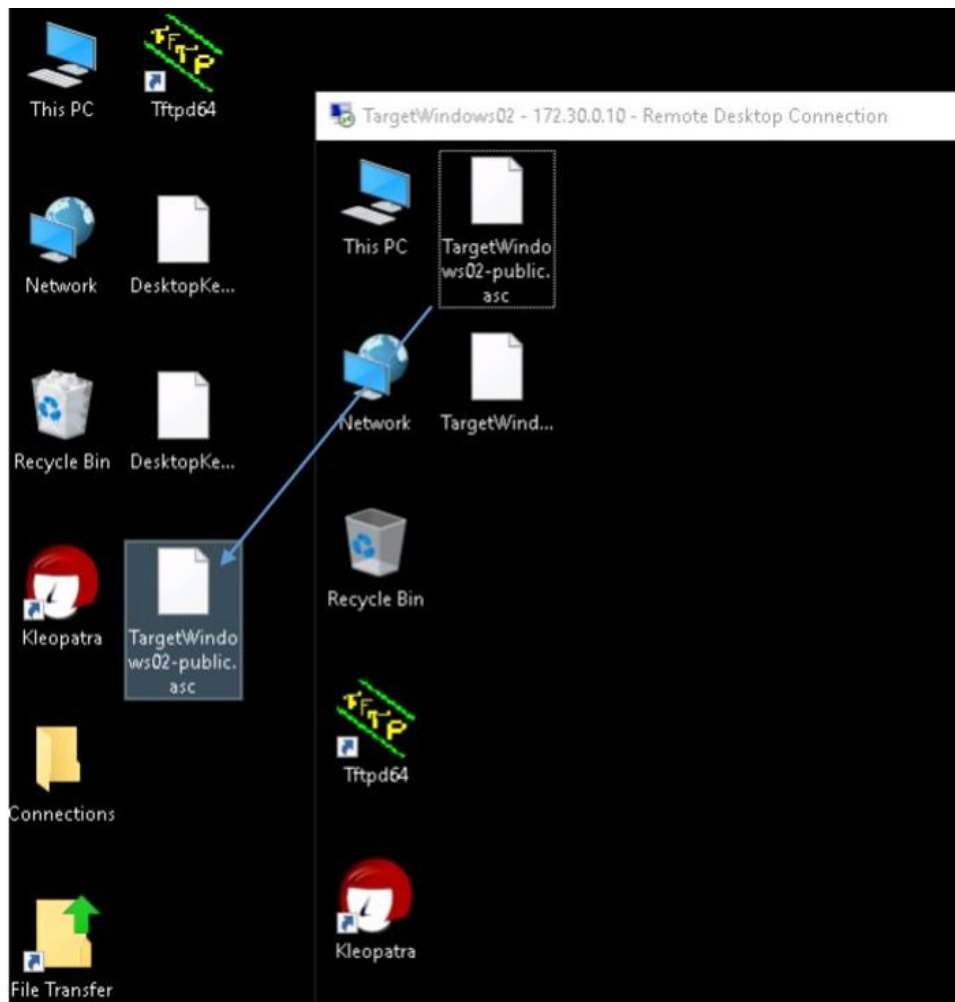 This PC
Tftpd64
TargetWindows02 - 172.30.0.10 - Remote Desktop Connection
Network
DesktopKe...
Recycle Bin
DesktopKe...
Kleopatra
TargetWindo
ws02-public.
asc
Connections
File Transfer
This PC
TargetWindo
ws02-public.
asc
Network
TargetWind...
Recycle Bin
TFTP
Tftpd64
Kleopatra